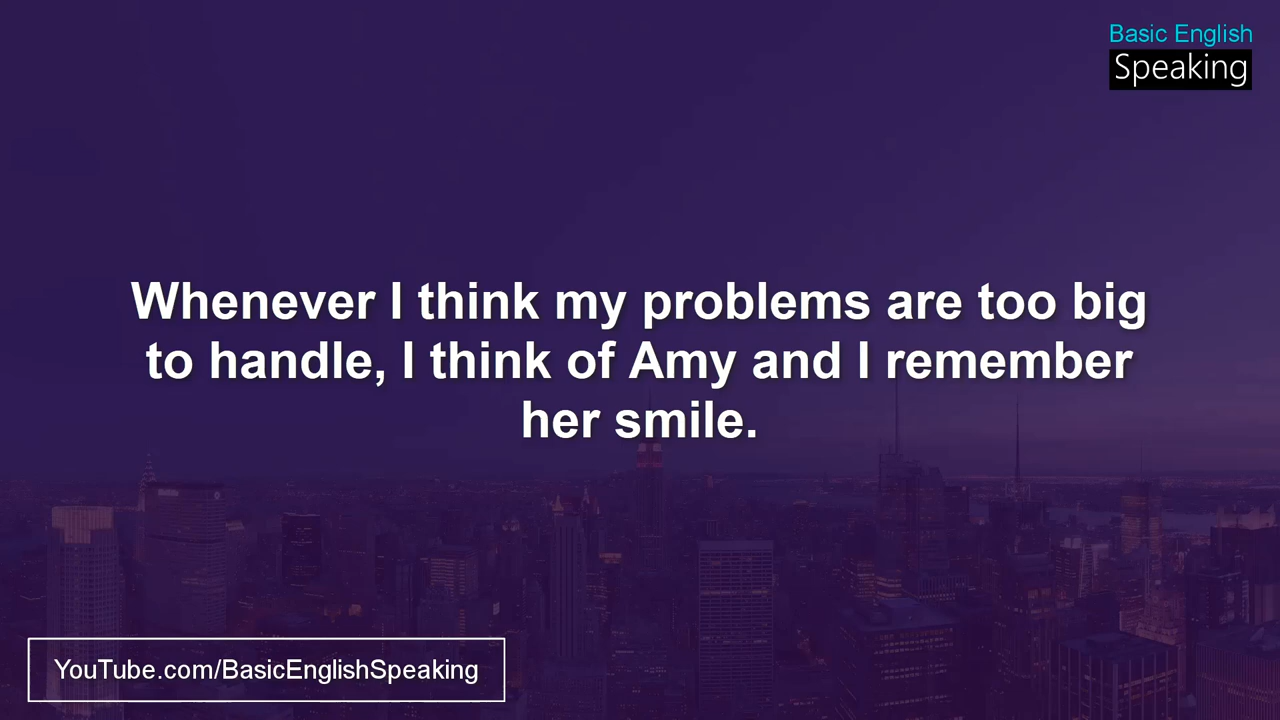 Basic English
Speaking
Whenever I think my problems are too big
to handle, I think of Amy and I remember
her smile.
YouTube.com/BasicEnglishSpeaking